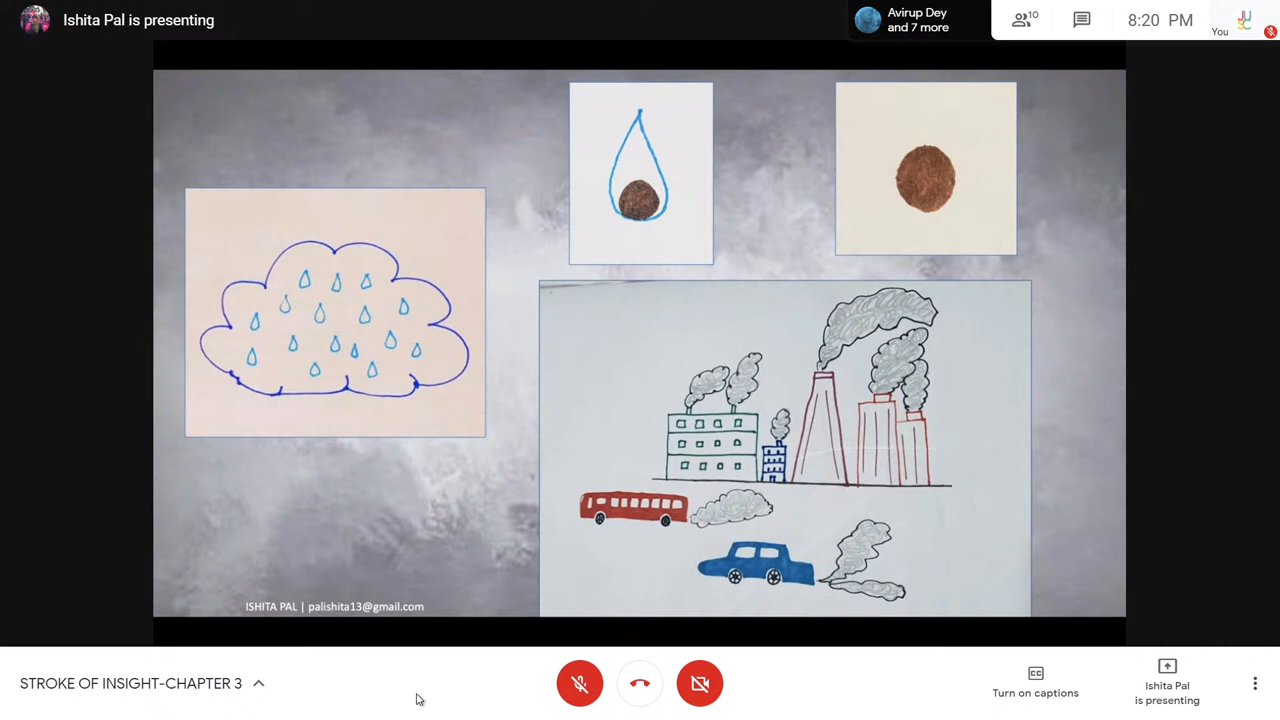 Ishita Pal is presenting
Avirup Dey
and 7 more
10
8:20 PM
You
ISHITA PAL | palishita13@gmail.com
STROKE OF INSIGHT-CHAPTER 3
Turn on captions
Ishita Pal
is presenting